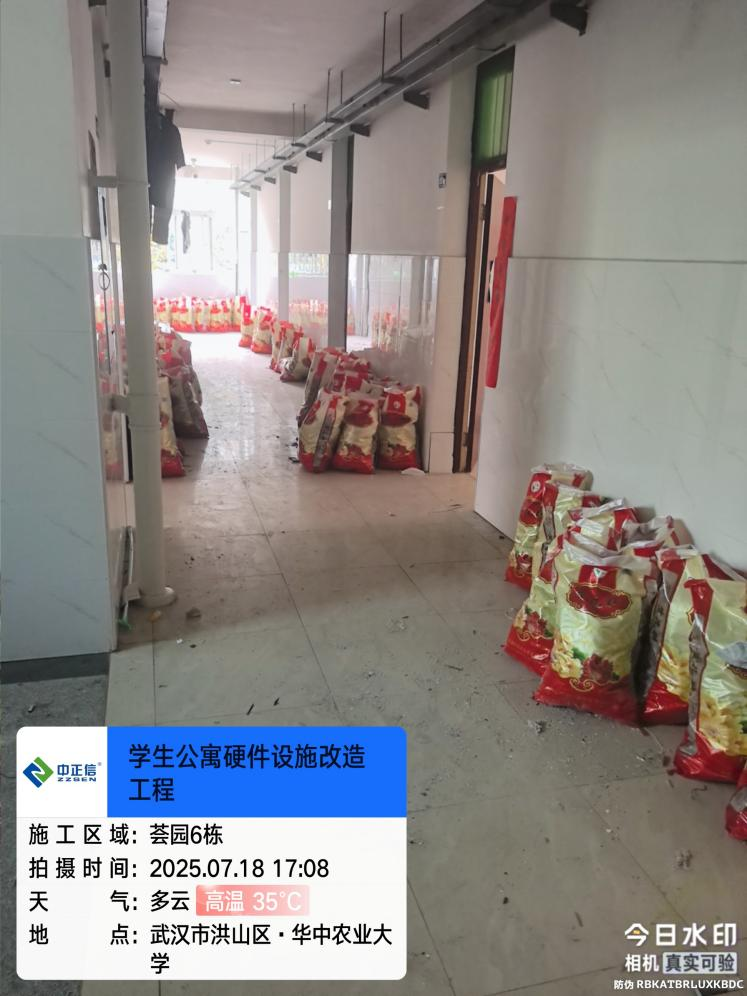 中正信
ZZSEN
学生公寓硬件设施改造
工程
施工区域：荟园6栋
拍摄时间：2025.07.18 17:08
天气：多云 高温 35°C
地点：武汉市洪山区·华中农业大
学
今日水印
相机 真实可验
防伪 RBKATBRLUXKBDC